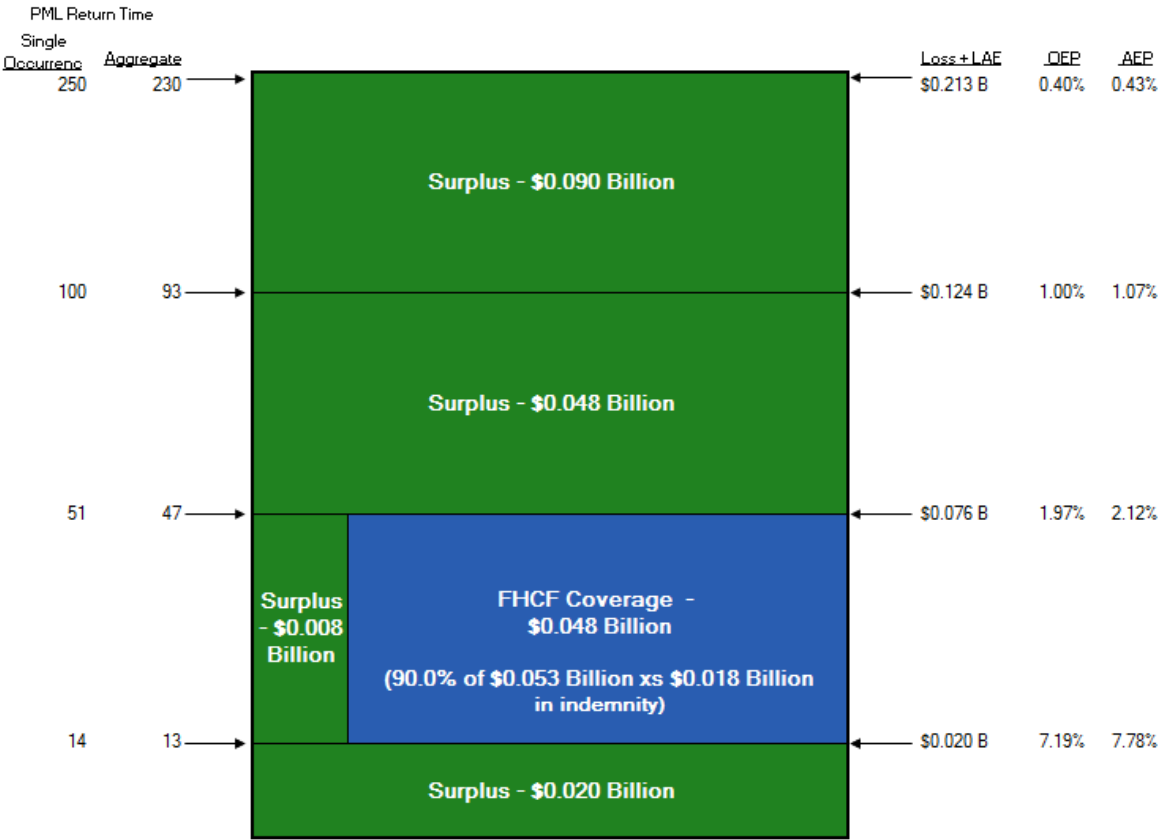 PML Return Time
Single
Occurrenc Aggregate Loss + LAE OEP AEP
250 230 $0.213 B 0.40% 0.43%
Surplus - $0.090 Billion
100 93 $0.124 B 1.00% 1.07%
Surplus - $0.048 Billion
51 47 $0.076 B 1.97% 2.12%
Surplus
- $0.008
Billion
FHCF Coverage -
$0.048 Billion
(90.0% of $0.053 Billion xs $0.018 Billion
in indemnity)
14 13 $0.020 B 7.19% 7.78%
Surplus - $0.020 Billion